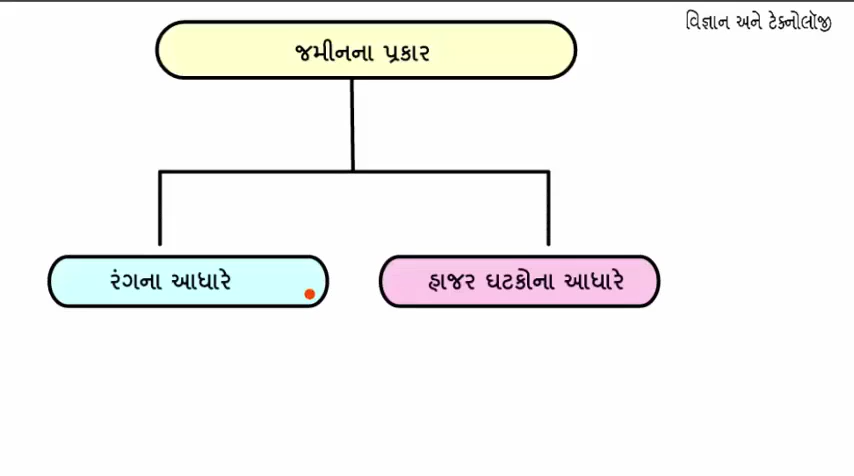 વિજ્ઞાન અને ટેક્નોલૉજી
જમીનના પ્રકાર
રંગના આધારે
હાજર ઘટકોના આધારે